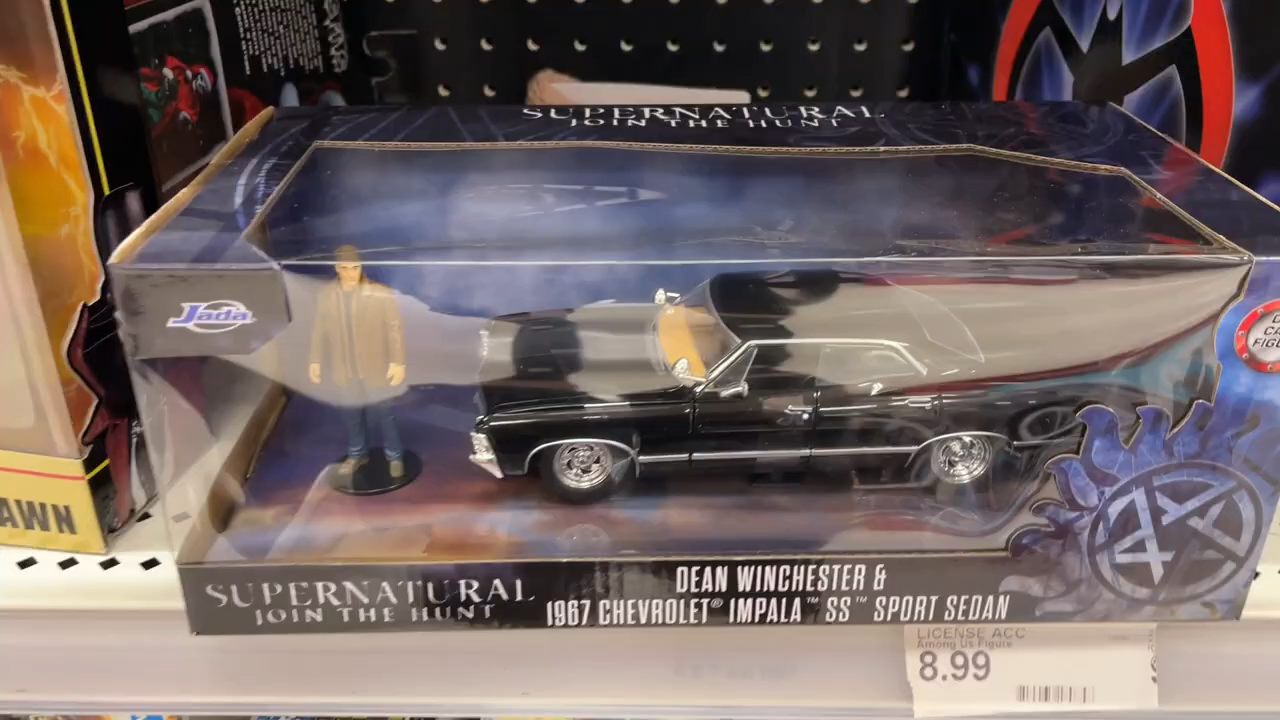 SUPERNATURAL
JOIN THE HUNT
Jada
AWN
SUPERNATURAL
JOIN THE HUNT
DEAN WINCHESTER &
1967 CHEVROLET® IMPALA™ SS™ SPORT SEDAN
LICENSE ACC
Among Us Figure
8.99